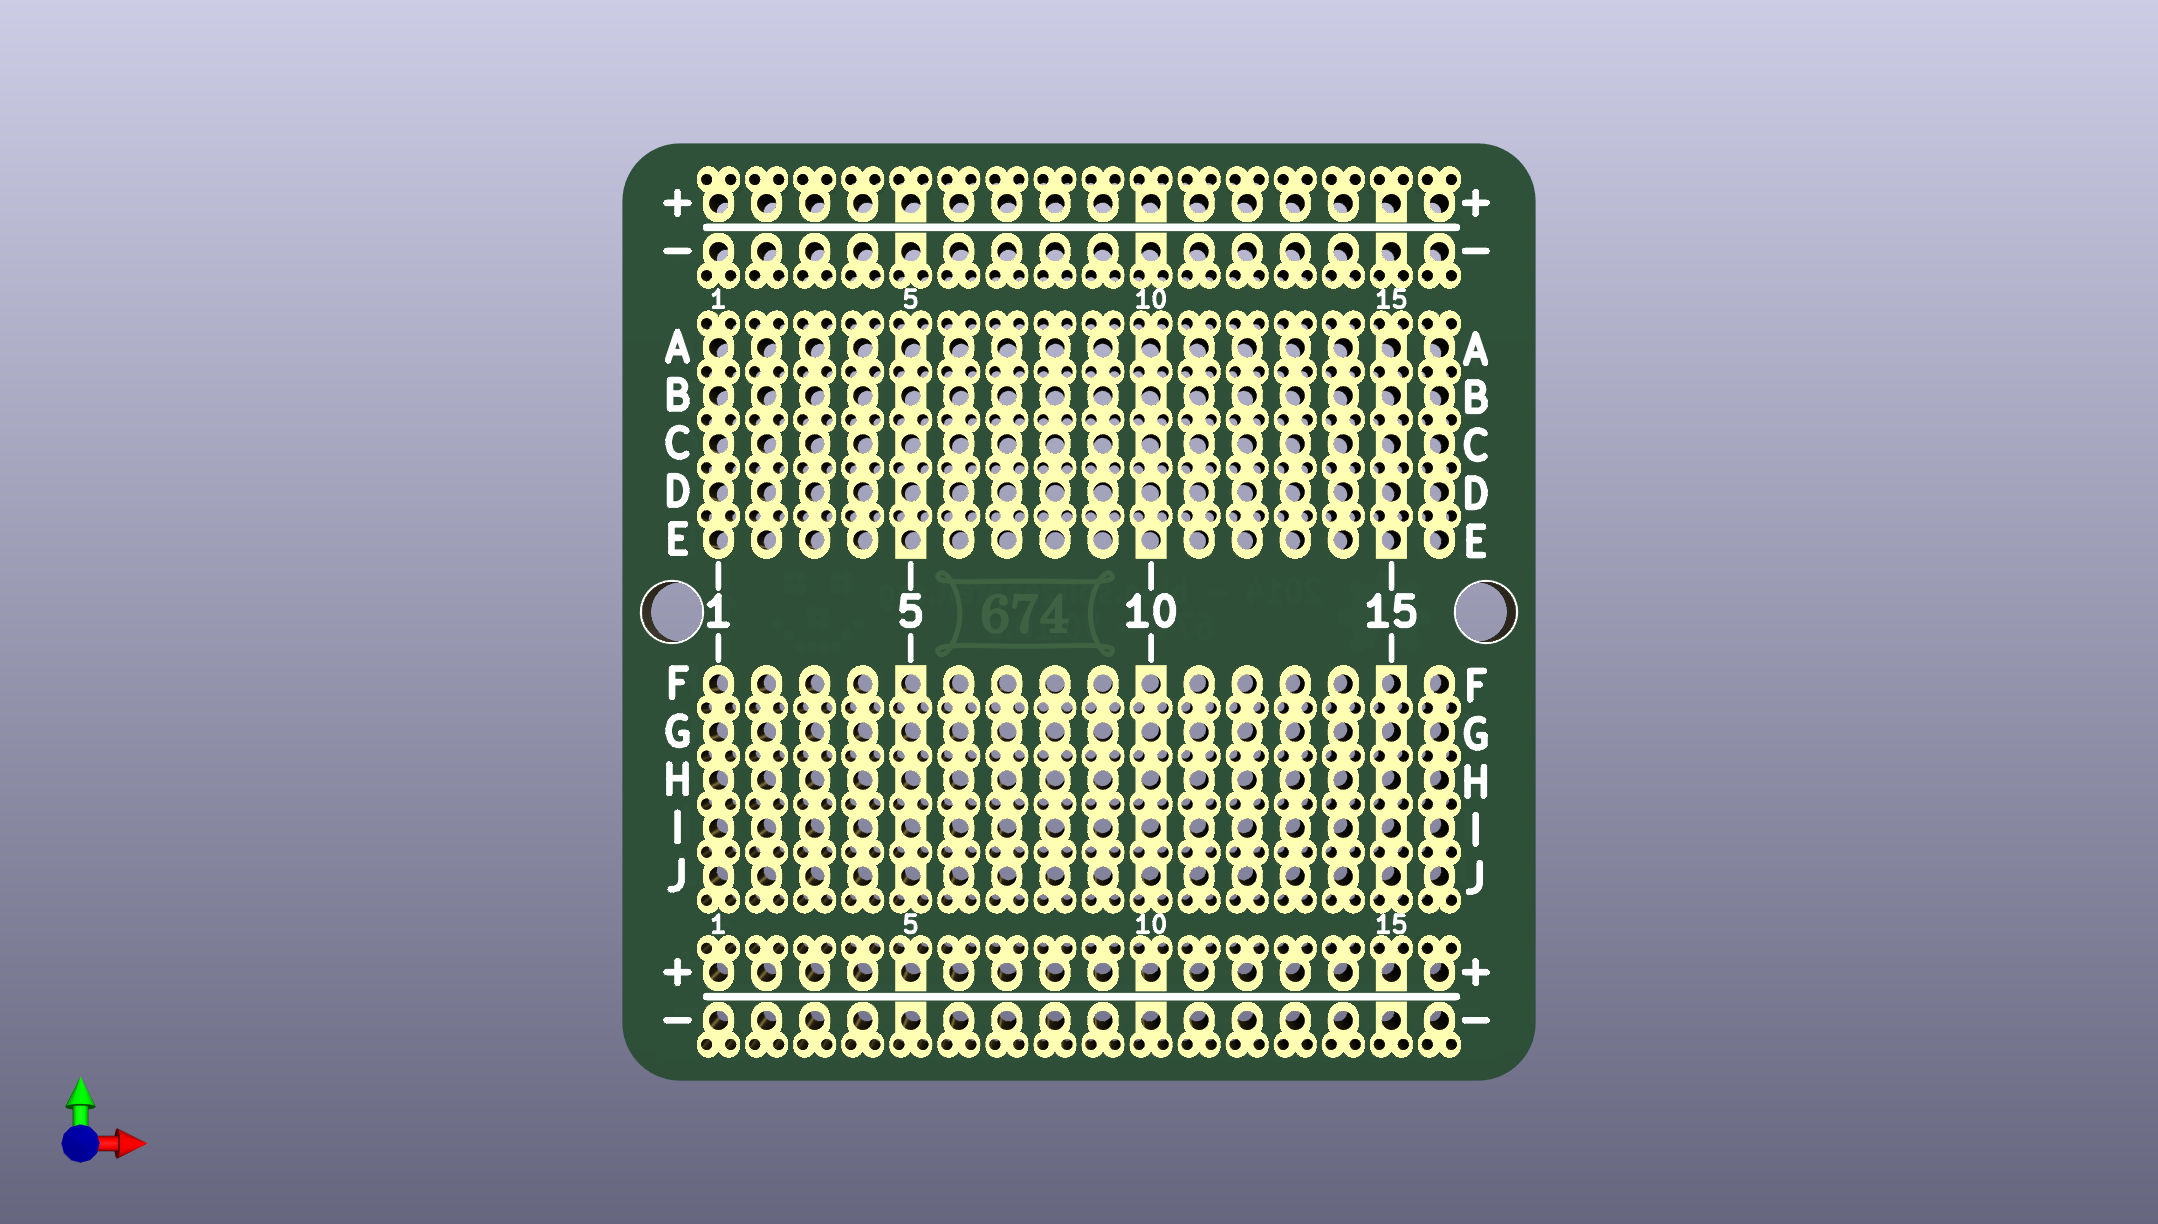 + +
− −
1 5 10 15
A A
B B
C C
D D
E E
1 5 674 10 15
F F
G G
H H
I I
J J
1 5 10 15
+ +
− −